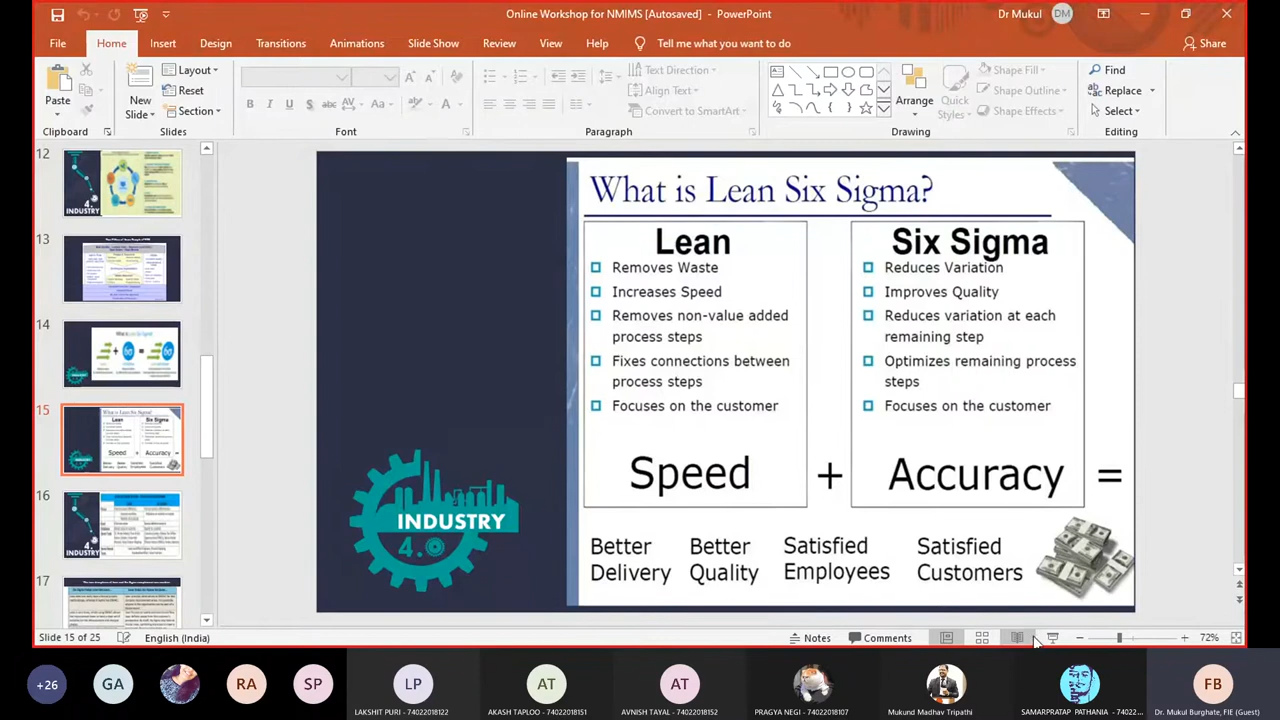 Online Workshop for NMIMS [Autosaved] - PowerPoint
Dr Mukul
DM
File
Home
Insert
Design
Transitions
Animations
Slide Show
Review
View
Help
Tell me what you want to do
Share
Paste
New
Slide
Layout
Reset
Section
Text Direction
Align Text
Convert to SmartArt
Arrange
Quick
Styles
Shape Fill
Shape Outline
Shape Effects
Find
Replace
Select
Clipboard
Slides
Font
Paragraph
Drawing
Editing
12
13
14
15
16
17
What is Lean Six Sigma?
Lean
Removes Waste
Increases Speed
Removes non-value added
process steps
Fixes connections between
process steps
Focuses on the customer
Speed
+
Six Sigma
Reduces Variation
Improves Quality
Reduces variation at each
remaining step
Optimizes remaining process
steps
Focuses on the customer
Accuracy
=
Better
Delivery
Better
Quality
Satisfied
Employees
Satisfied
Customers
INDUSTRY
Slide 15 of 25
English (India)
Notes
Comments
72%
+26
GA
RA
SP
LP
LAKSHIT PURI - 74022018122
AT
AKASH TAPLOO - 74022018151
AT
AVNISH TAYAL - 74022018152
PRAGYA NEGI - 74022018107
Mukund Madhav Tripathi
SAMARPRATAP PATHANIA - 74022...
FB
Dr. Mukul Burghate, FIE (Guest)